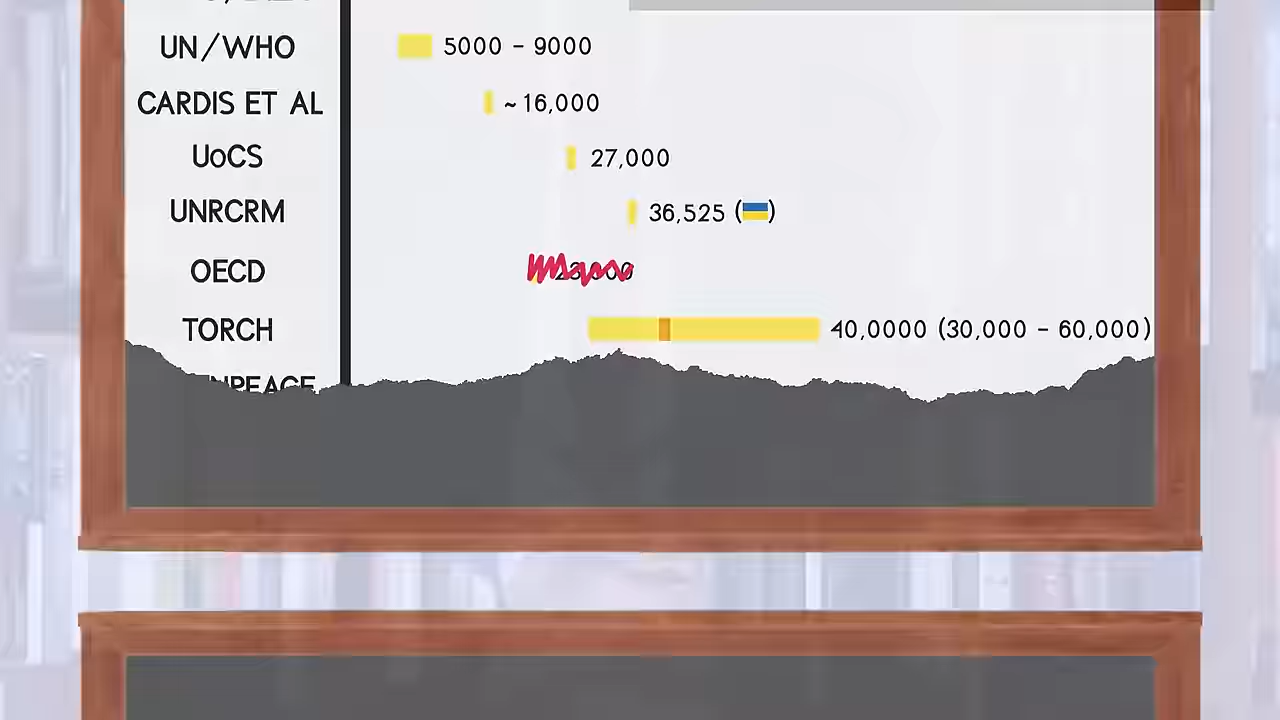 UN/WHO 5000 - 9000
CARDIS ET AL ~16,000
UoCS 27,000
UNRCRM 36,525 ( )
OECD
TORCH 40,0000 (30,000 - 60,000)